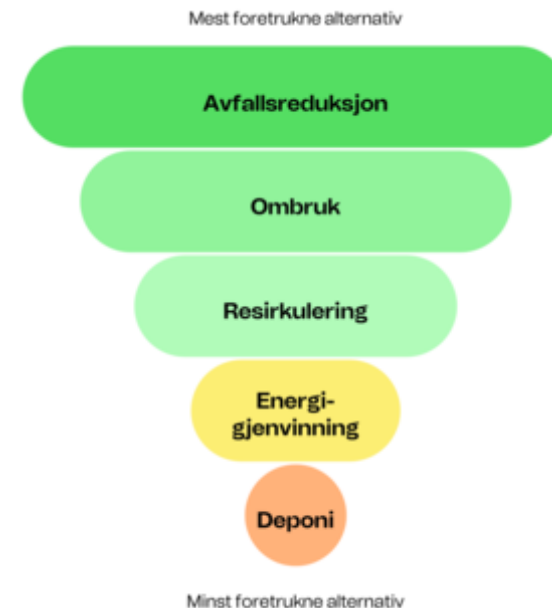 Mest foretrukne alternativ
Avfallsreduksjon
Ombruk
Resirkulering
Energi-
gjenvinning
Deponi
Minst foretrukne alternativ